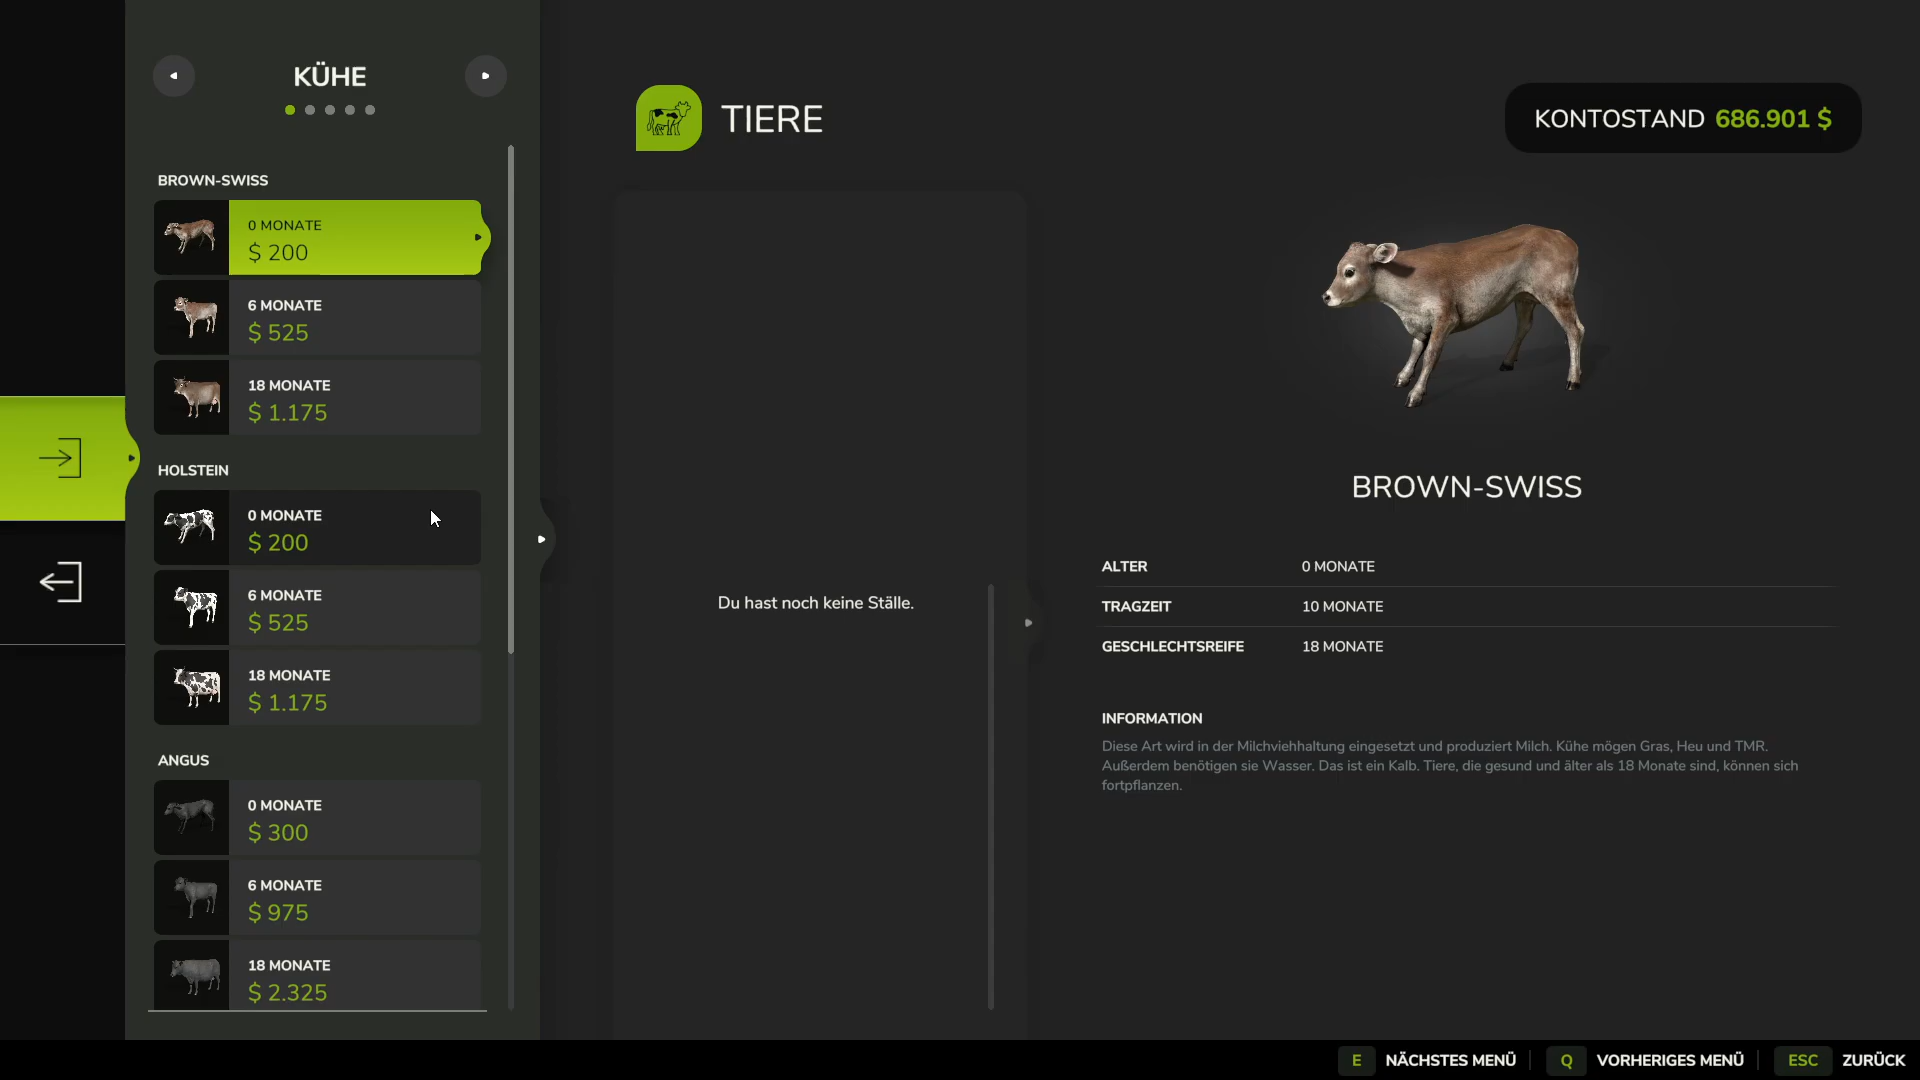 KÜHE
BROWN-SWISS
0 MONATE
$ 200
6 MONATE
$ 525
18 MONATE
$ 1.175
HOLSTEIN
0 MONATE
$ 200
6 MONATE
$ 525
18 MONATE
$ 1.175
ANGUS
0 MONATE
$ 300
6 MONATE
$ 975
18 MONATE
$ 2.325
TIERE
Du hast noch keine Ställe.
KONTOSTAND 686.901 $
BROWN-SWISS
ALTER 0 MONATE
TRAGZEIT 10 MONATE
GESCHLECHTSREIFE 18 MONATE
INFORMATION
Diese Art wird in der Milchviehhaltung eingesetzt und produziert Milch. Kühe mögen Gras, Heu und TMR.
Außerdem benötigen sie Wasser. Das ist ein Kalb. Tiere, die gesund und älter als 18 Monate sind, können sich
fortpflanzen.
E NÄCHSTES MENÜ Q VORHERIGES MENÜ ESC ZURÜCK